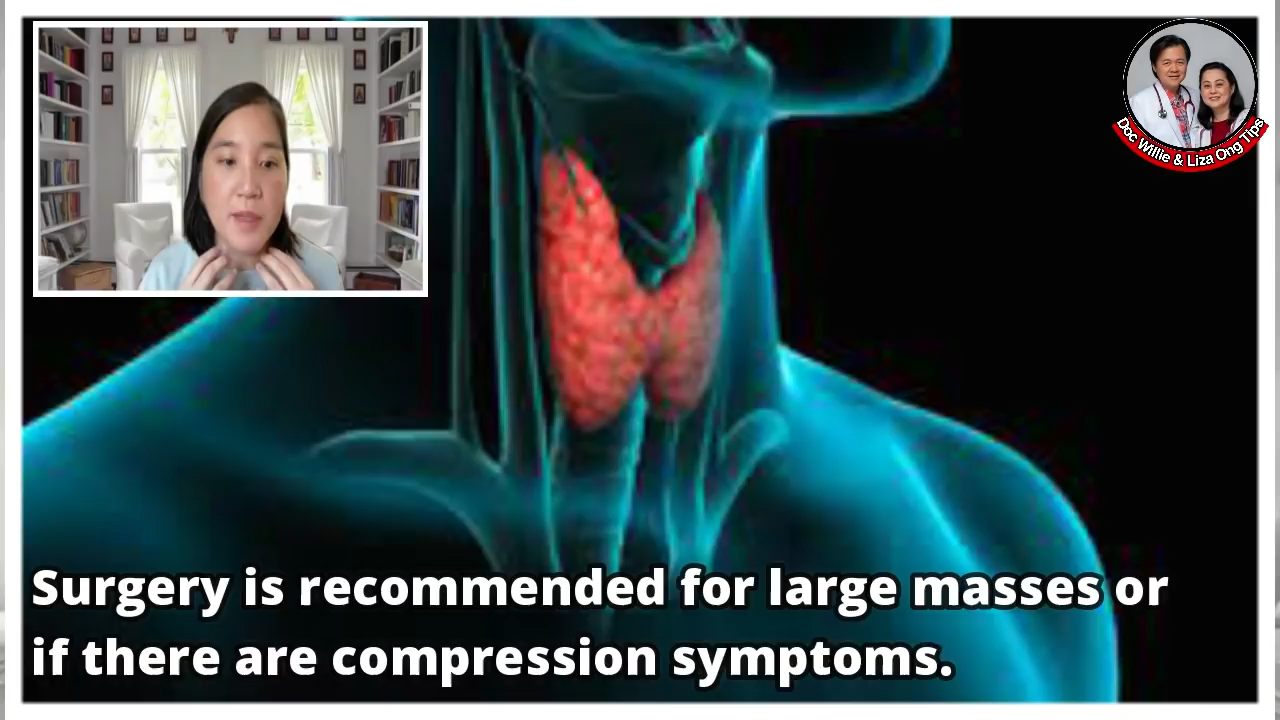 Doc Willie & Liza Ong Tips
Surgery is recommended for large masses or
if there are compression symptoms.